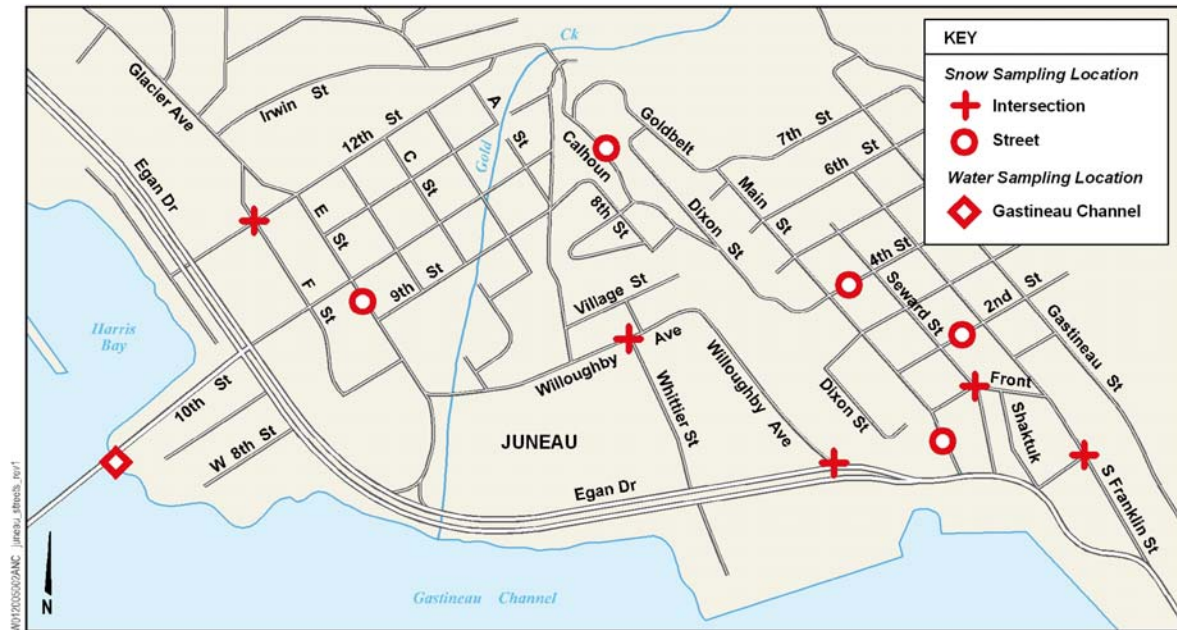 Ck
Glacier Ave
Irwin St
12th St
A St
C St
Gold
Calhoun
Goldbelt
7th St
6th St
Egan Dr
E St
F St
9th St
8th St
Dixon St
Main St
4th St
Seward St
2nd St
Gastineau St
Village St
Harris
Bay
10th St
W 8th St
Willoughby Ave
Whittier St
Willoughby Ave
Dixon St
Front
Shaktuk
S Franklin St
JUNEAU
Egan Dr
Gastineau Channel
N
KEY
Snow Sampling Location
Intersection
Street
Water Sampling Location
Gastineau Channel